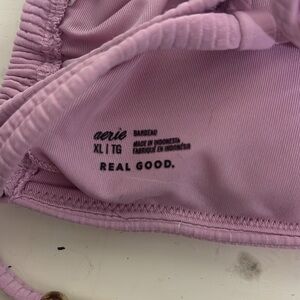 aerie BANDEAU
XL | TG MADE IN INDONESIA
FABRIQUÉ EN INDONÉSIE
REAL GOOD.